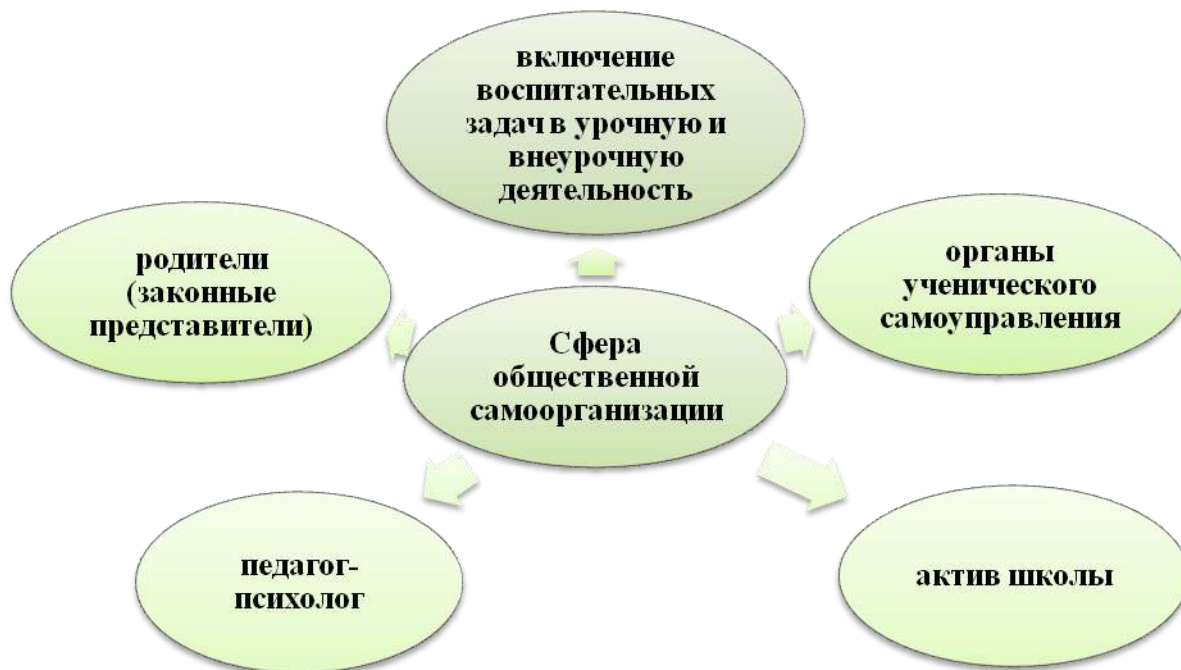 включение
воспитательных
задач в урочную и
внеурочную
деятельность
родители
(законные
представители)
органы
ученического
самоуправления
Сфера
общественной
самоорганизации
педагог-
психолог
актив школы